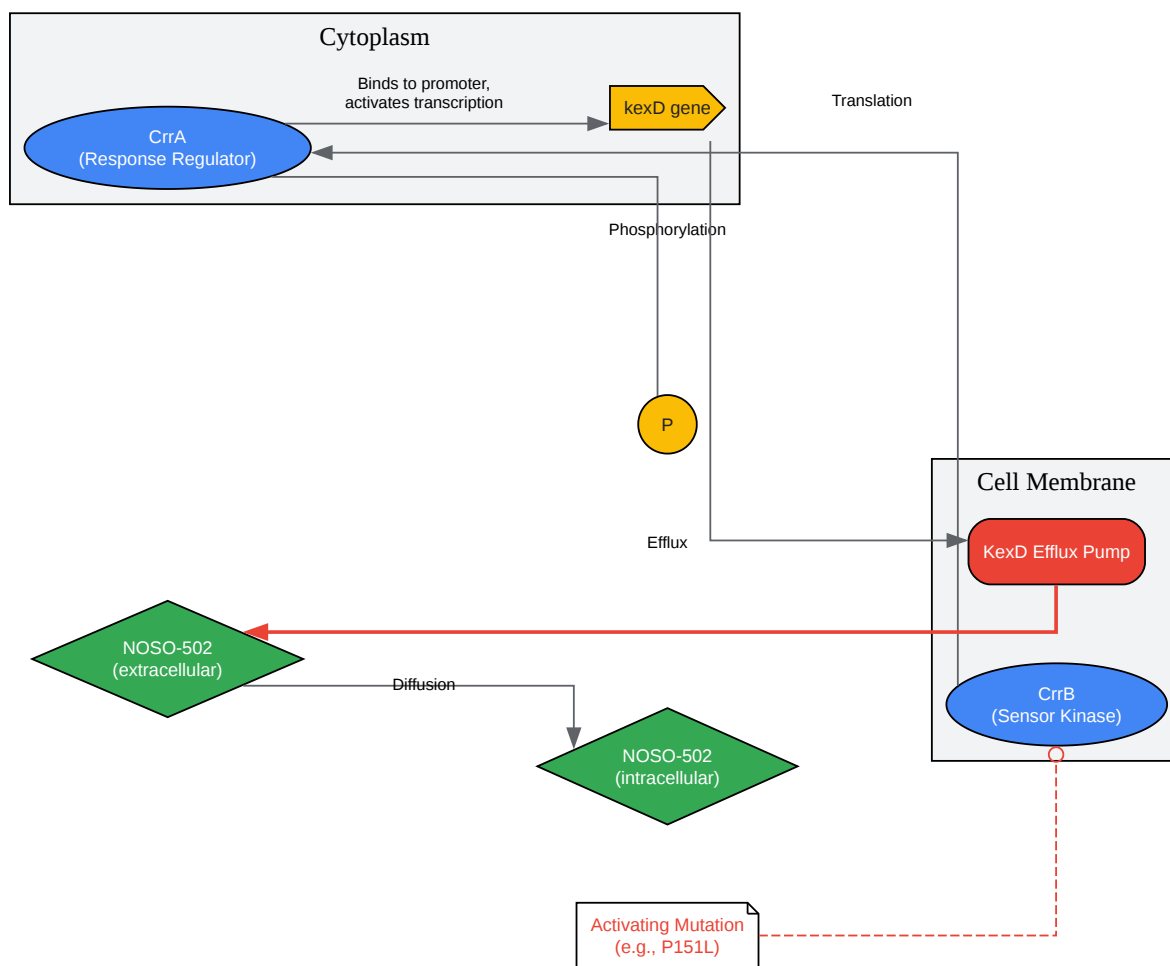 Cytoplasm
Binds to promoter,
activates transcription
kexD gene
Translation
CrrA
(Response Regulator)
Phosphorylation
P
Cell Membrane
Efflux
KexD Efflux Pump
NOSO-502
(extracellular)
Diffusion
CrrB
(Sensor Kinase)
NOSO-502
(intracellular)
Activating Mutation
(e.g., P151L)